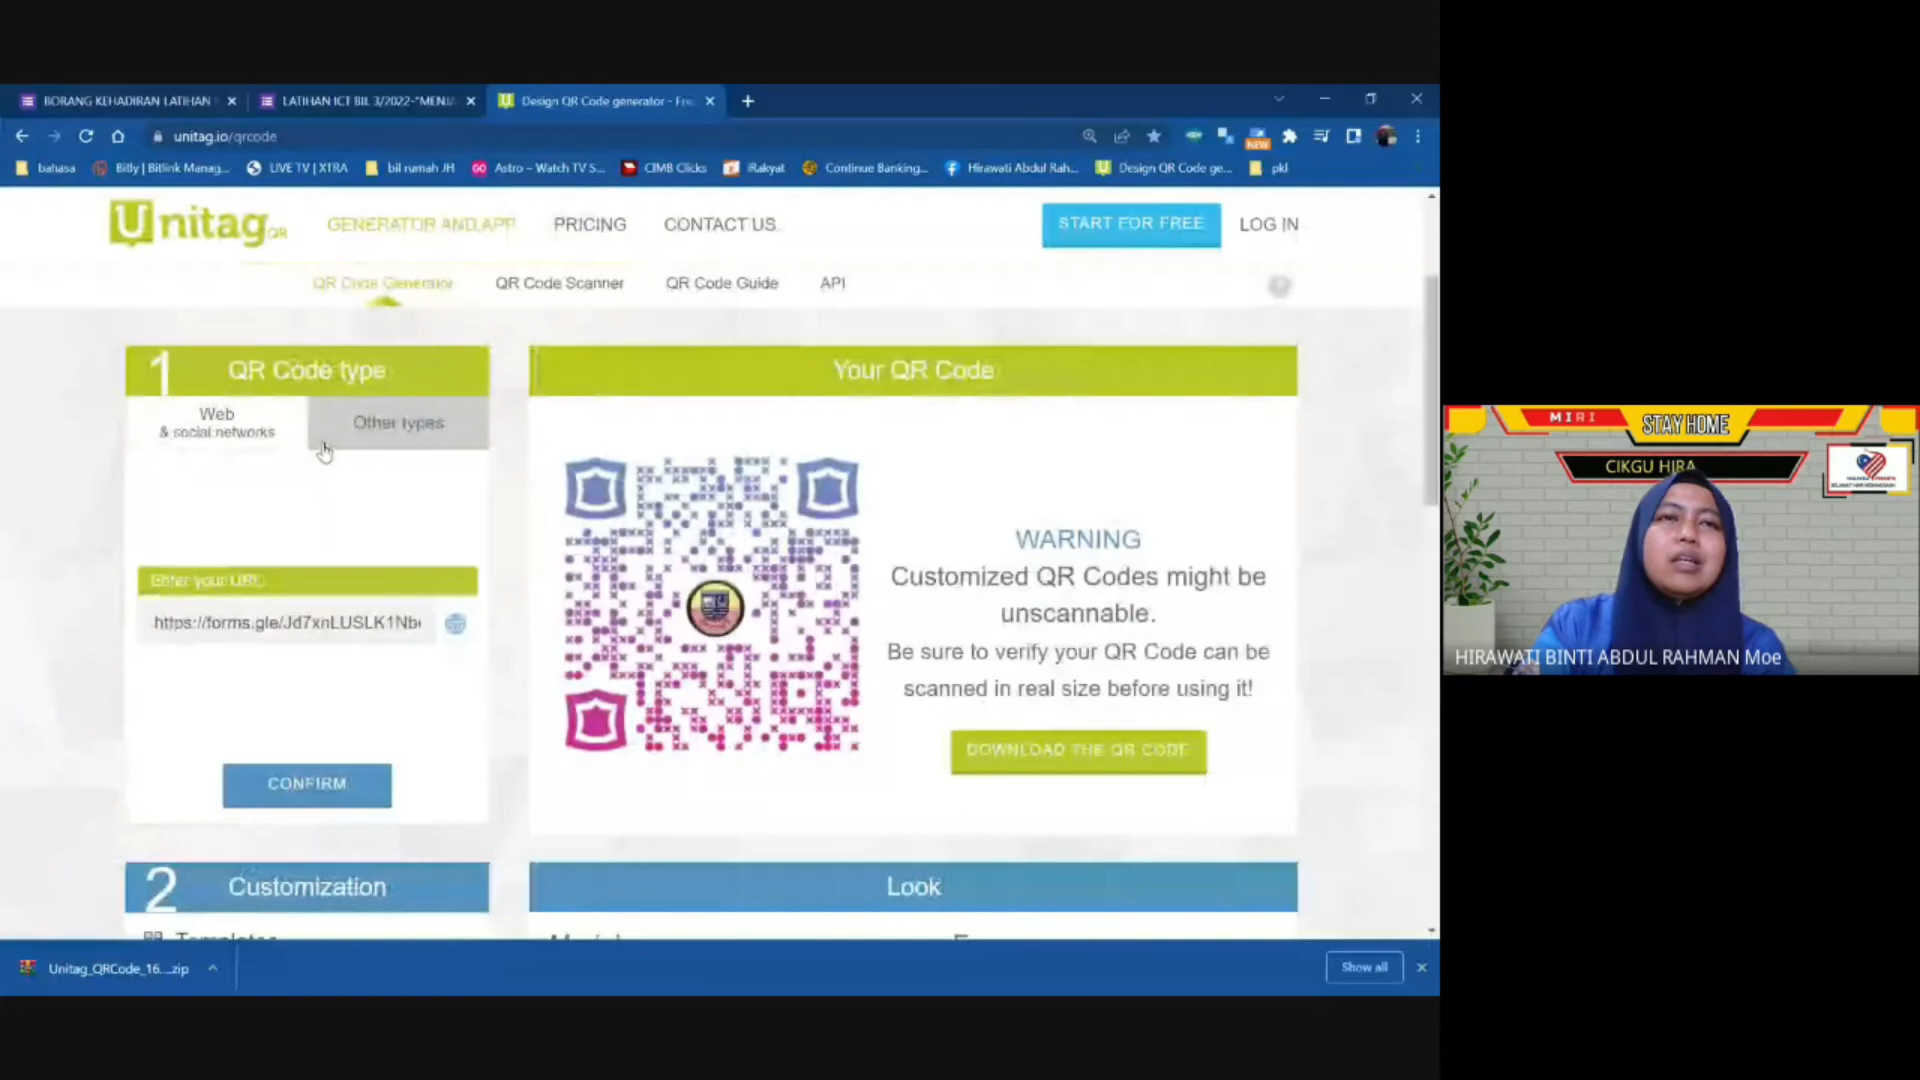 BORANG KEHADIRAN LATIHAN
LATIHAN ICT BIL 3/2022-"MENJA
Design QR Code generator - Fre
unitag.io/qrcode
NEW
bahasa
Bitly | Bitlink Manag...
LIVE TV | XTRA
bil rumah JH
GO
Astro – Watch TV S...
CIMB Clicks
iRakyat
Continue Banking...
Hirawati Abdul Rah...
Design QR Code ge...
pkl
Unitag QR
GENERATOR AND APP
PRICING
CONTACT US
START FOR FREE
LOG IN
QR Code Generator
QR Code Scanner
QR Code Guide
API
1
QR Code type
Your QR Code
Web
& social networks
Other types
Enter your URL
https://forms.gle/Jd7xnLUSLK1Nb
CONFIRM
WARNING
Customized QR Codes might be
unscannable.
Be sure to verify your QR Code can be
scanned in real size before using it!
DOWNLOAD THE QR CODE
2
Customization
Look
Templates
Unitag_QRCode_16....zip
Show all
MIRI
STAY HOME
CIKGU HIRA
HIRAWATI BINTI ABDUL RAHMAN Moe